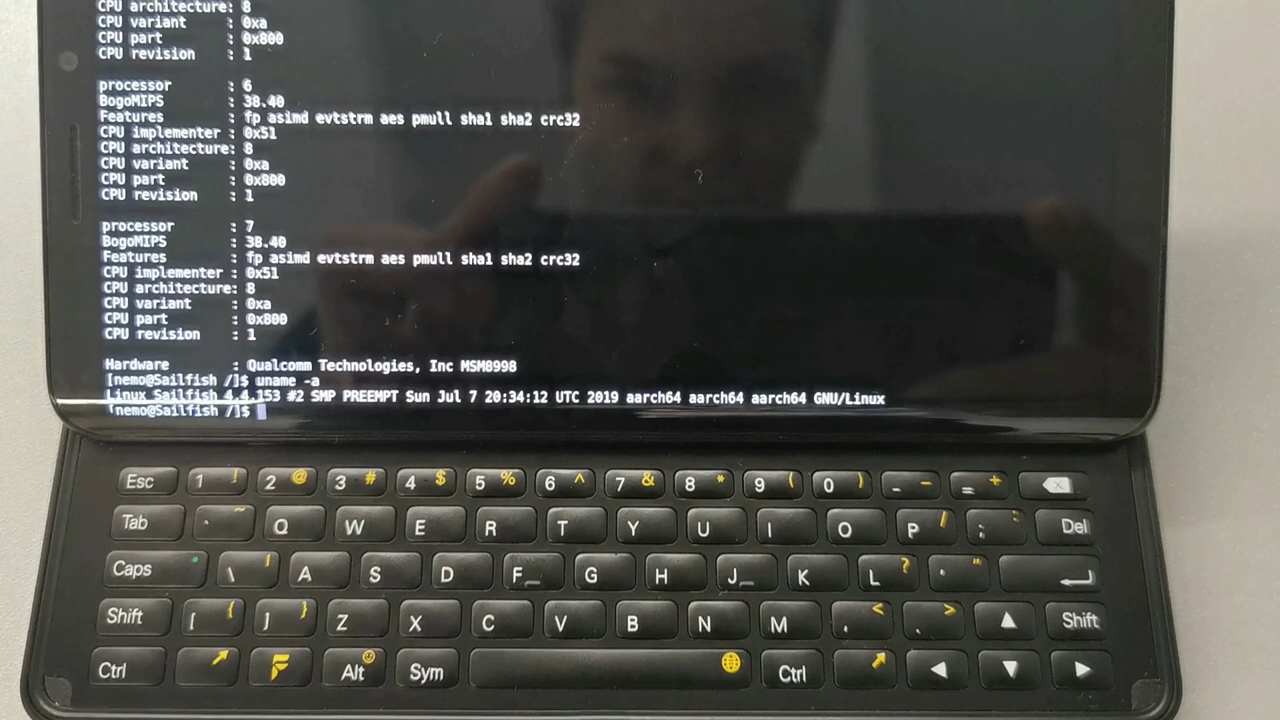 CPU architecture: 8
CPU variant : 0xa
CPU part : 0x800
CPU revision : 1
processor : 6
BogoMIPS : 38.40
Features : fp asimd evtstrm aes pmull sha1 sha2 crc32
CPU implementer : 0x51
CPU architecture: 8
CPU variant : 0xa
CPU part : 0x800
CPU revision : 1
processor : 7
BogoMIPS : 38.40
Features : fp asimd evtstrm aes pmull sha1 sha2 crc32
CPU implementer : 0x51
CPU architecture: 8
CPU variant : 0xa
CPU part : 0x800
CPU revision : 1
Hardware : Qualcomm Technologies, Inc MSM8998
[nemo@Sailfish /]$ uname -a
Linux Sailfish 4.4.153 #2 SMP PREEMPT Sun Jul 7 20:34:12 UTC 2019 aarch64 aarch64 aarch64 GNU/Linux
[nemo@Sailfish /]$
Esc 1 ! 2 @ 3 # 4 $ 5 % 6 ^ 7 & 8 * 9 ( 0 ) - _ = +
Tab ` ~ Q W E R T Y U I O P / ; : Del
Caps \ | A S D F_ G H J_ K L ? ' "
Shift [ { ] } Z X C V B N M , < . > ▲ Shift
Ctrl Alt Sym Ctrl ◀ ▼ ▶